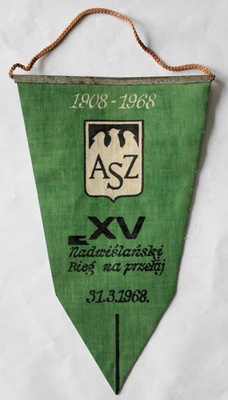 1908-1968
ASZ
XV
Nadwiślański
Bieg na przełaj
31.3.1968.